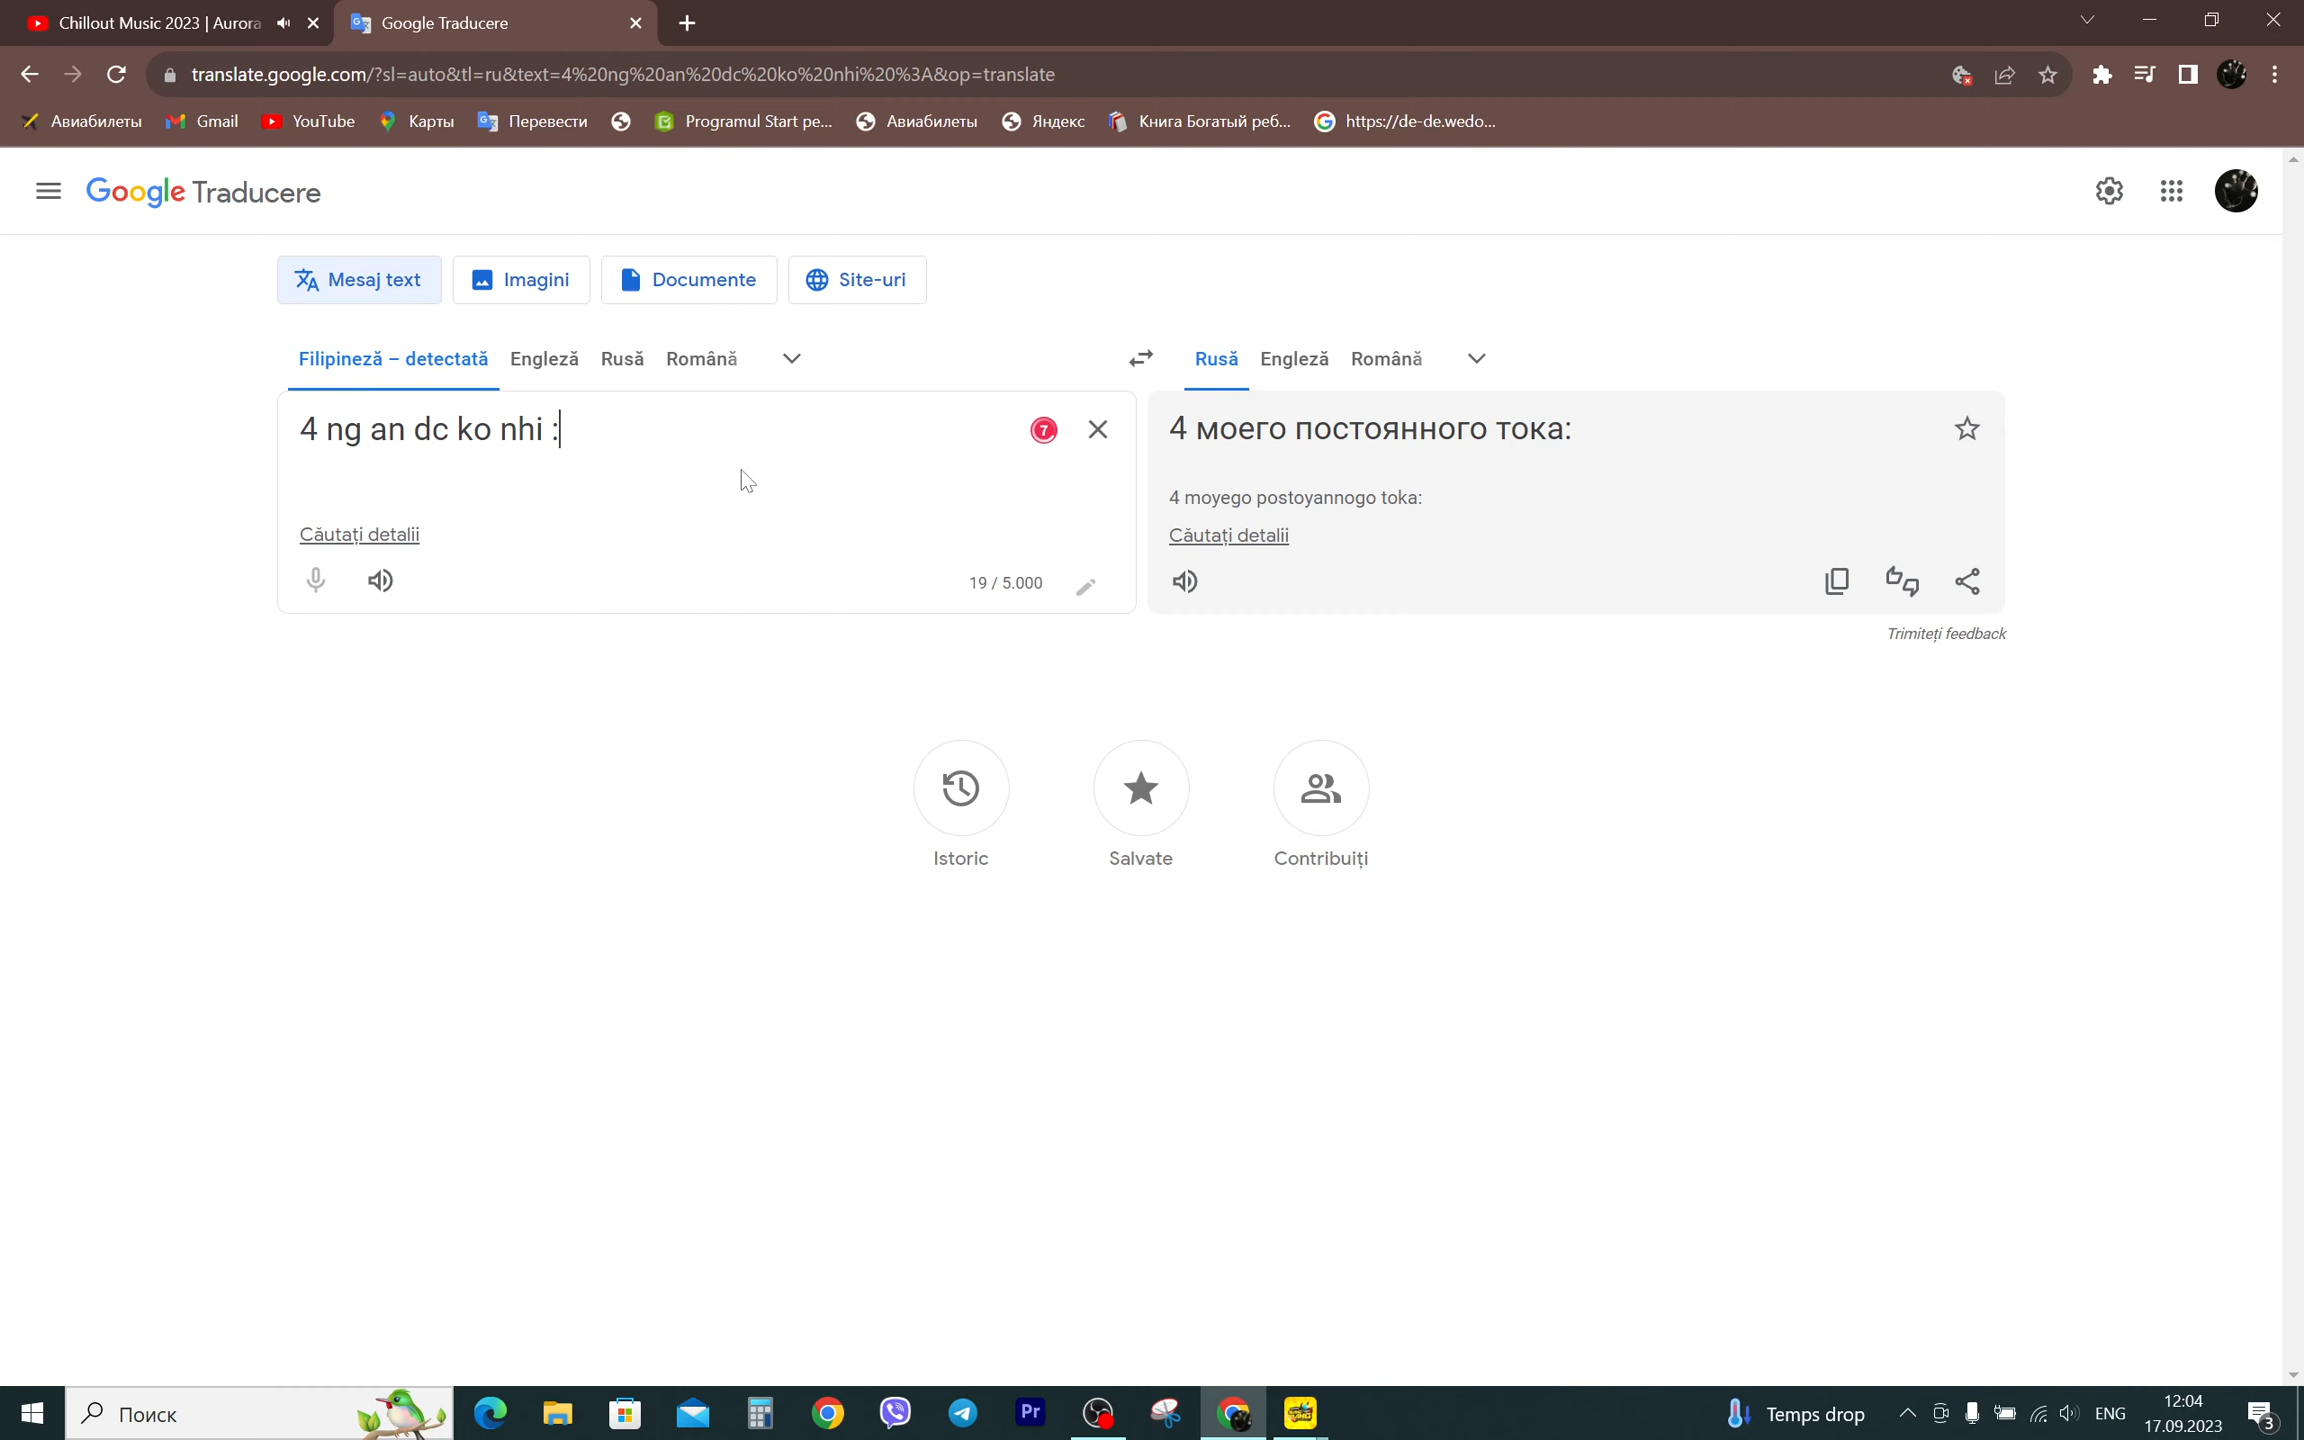 Chillout Music 2023 | Aurora
Google Traducere
translate.google.com/?sl=auto&tl=ru&text=4%20ng%20an%20dc%20ko%20nhi%20%3A&op=translate
Авиабилеты Gmail YouTube Карты Перевести Programul Start pe... Авиабилеты Яндекс Книга Богатый реб... https://de-de.wedo...
Google Traducere
Mesaj text Imagini Documente Site-uri
Filipineză – detectată Engleză Rusă Română Rusă Engleză Română
4 ng an dc ko nhi :
7
4 моего постоянного тока:
4 moyego postoyannogo toka:
Căutați detalii
Căutați detalii
19 / 5.000
Trimiteți feedback
Istoric Salvate Contribuiți
Поиск
Pr
Temps drop
ENG
12:04
17.09.2023
3